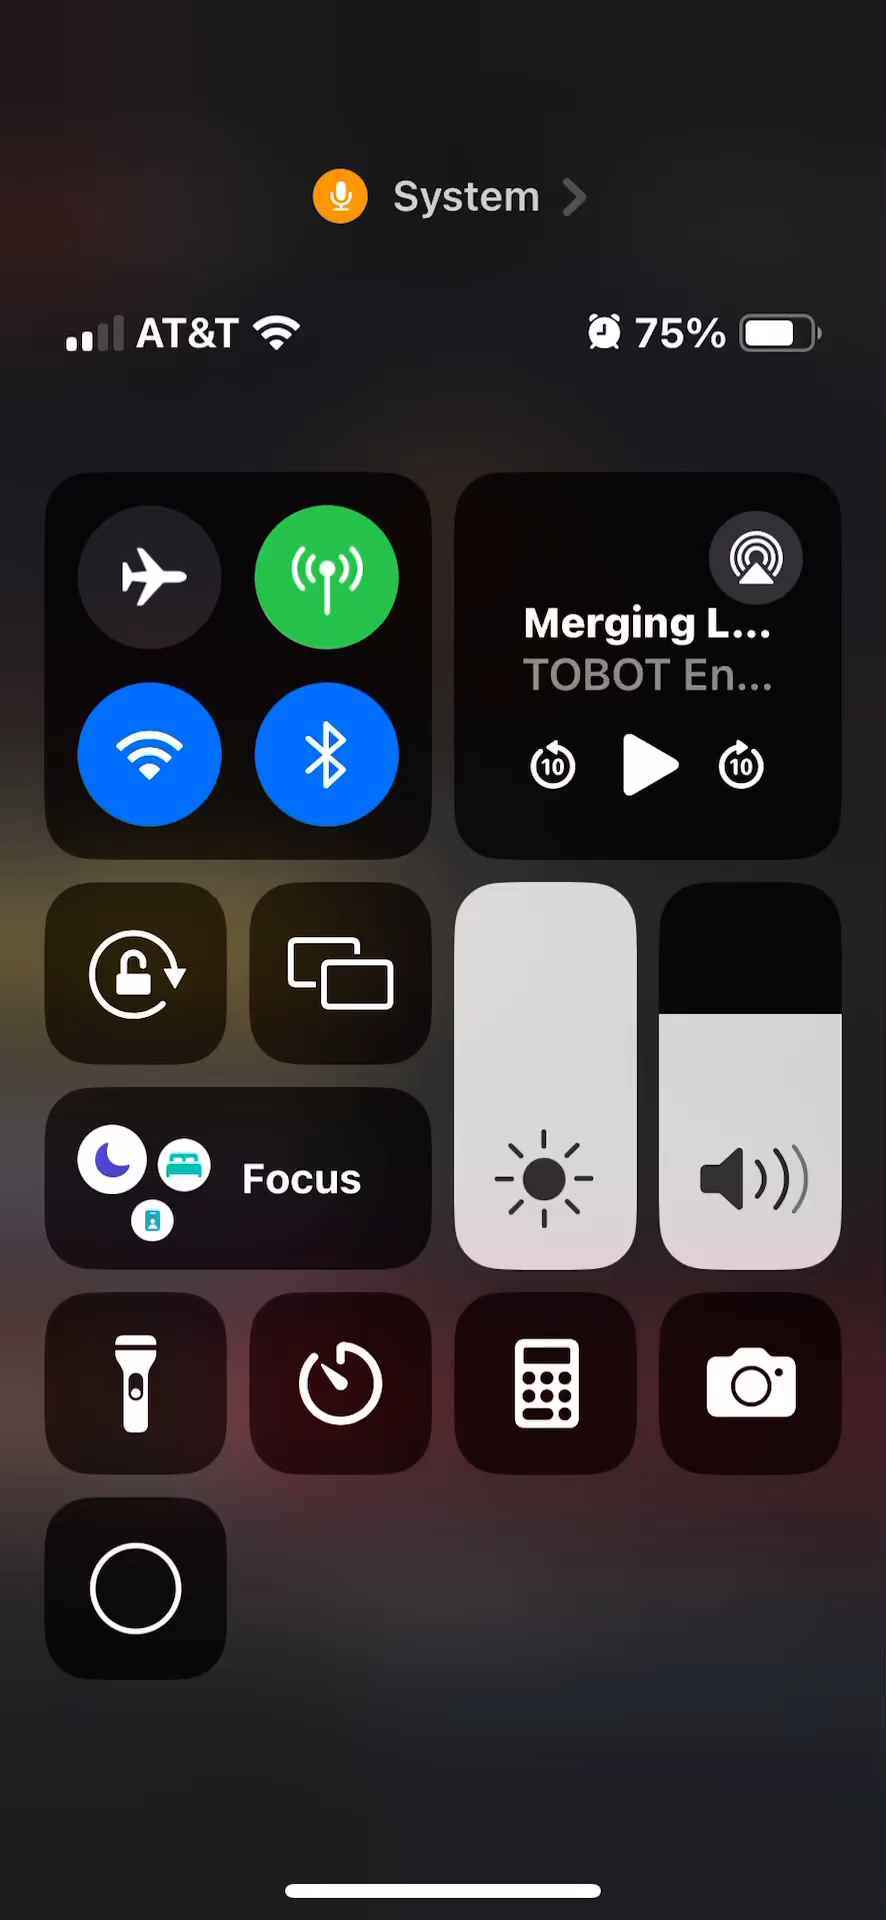 System
AT&T
75%
Merging L...
TOBOT En...
10
10
Focus